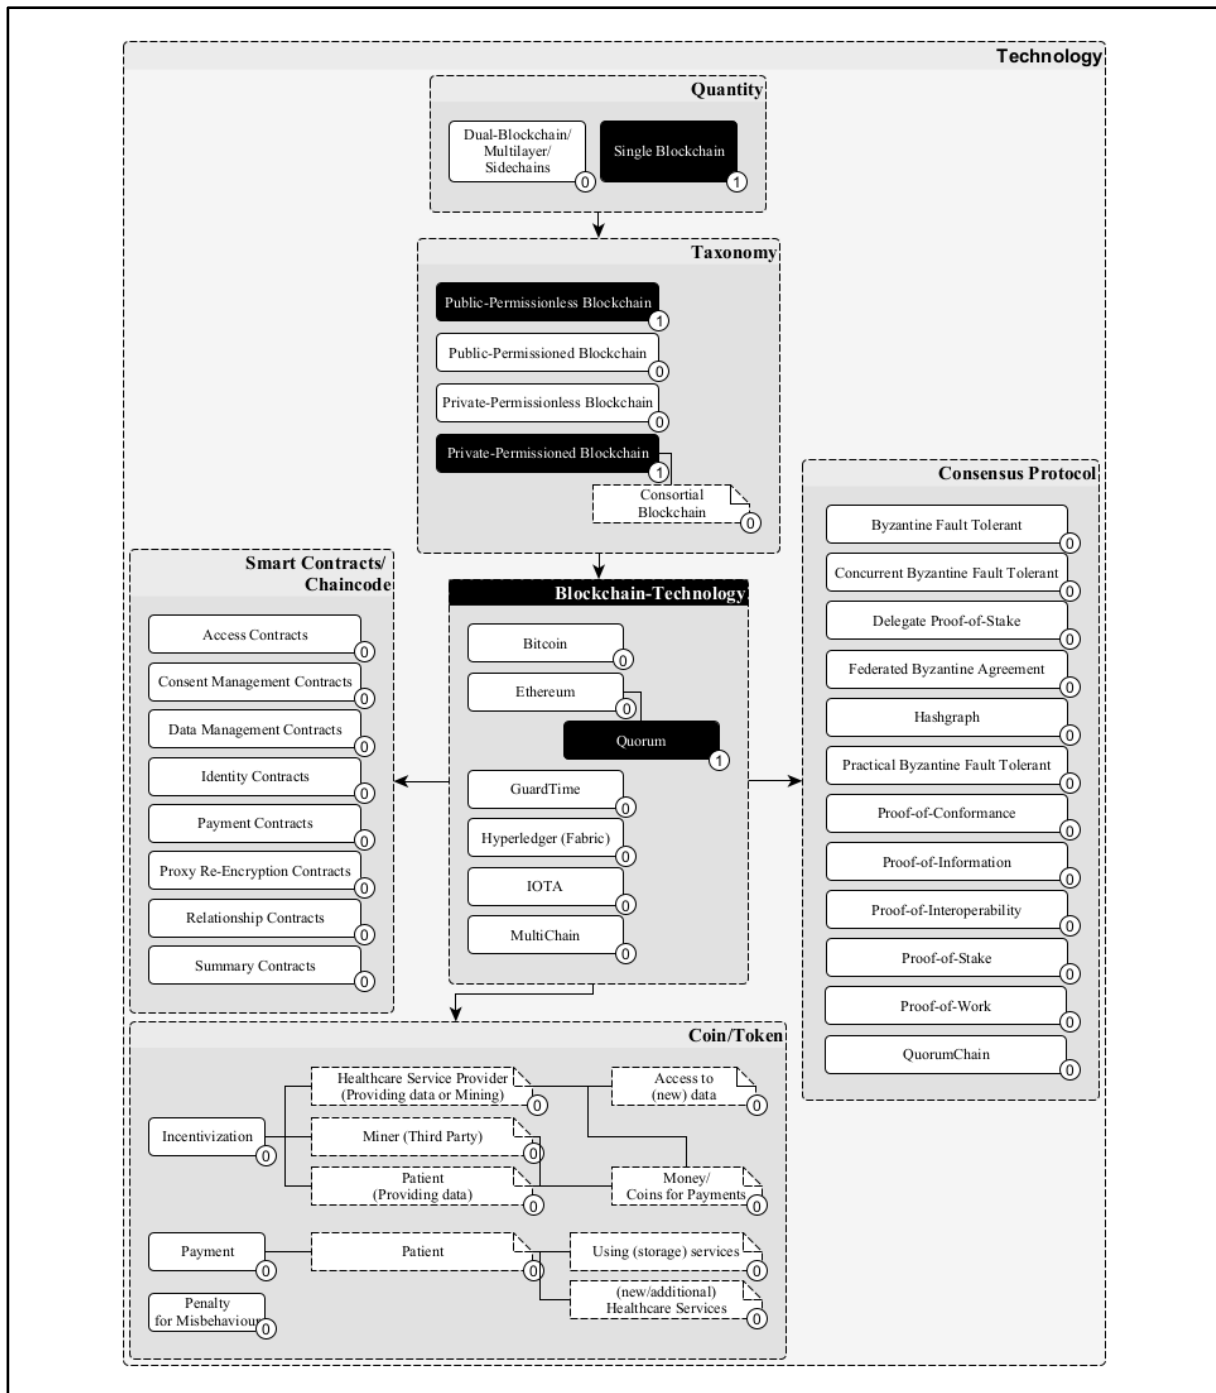 Technology
Quantity
Dual-Blockchain/
Multilayer/
Sidechains
0
Single Blockchain
1
Taxonomy
Public-Permissionless Blockchain
1
Public-Permissioned Blockchain
0
Private-Permissionless Blockchain
0
Private-Permissioned Blockchain
1
Consortial
Blockchain
0
Smart Contracts/
Chaincode
Access Contracts
0
Consent Management Contracts
0
Data Management Contracts
0
Identity Contracts
0
Payment Contracts
0
Proxy Re-Encryption Contracts
0
Relationship Contracts
0
Summary Contracts
0
Blockchain-Technology
Bitcoin
0
Ethereum
0
Quorum
1
GuardTime
0
Hyperledger (Fabric)
0
IOTA
0
MultiChain
0
Consensus Protocol
Byzantine Fault Tolerant
0
Concurrent Byzantine Fault Tolerant
0
Delegate Proof-of-Stake
0
Federated Byzantine Agreement
0
Hashgraph
0
Practical Byzantine Fault Tolerant
0
Proof-of-Conformance
0
Proof-of-Information
0
Proof-of-Interoperability
0
Proof-of-Stake
0
Proof-of-Work
0
QuorumChain
0
Coin/Token
Incentivization
0
Healthcare Service Provider
(Providing data or Mining)
0
Access to
(new) data
0
Miner (Third Party)
0
Patient
(Providing data)
0
Money/
Coins for Payments
0
Payment
0
Patient
0
Using (storage) services
0
(new/additional)
Healthcare Services
0
Penalty
for Misbehaviour
0